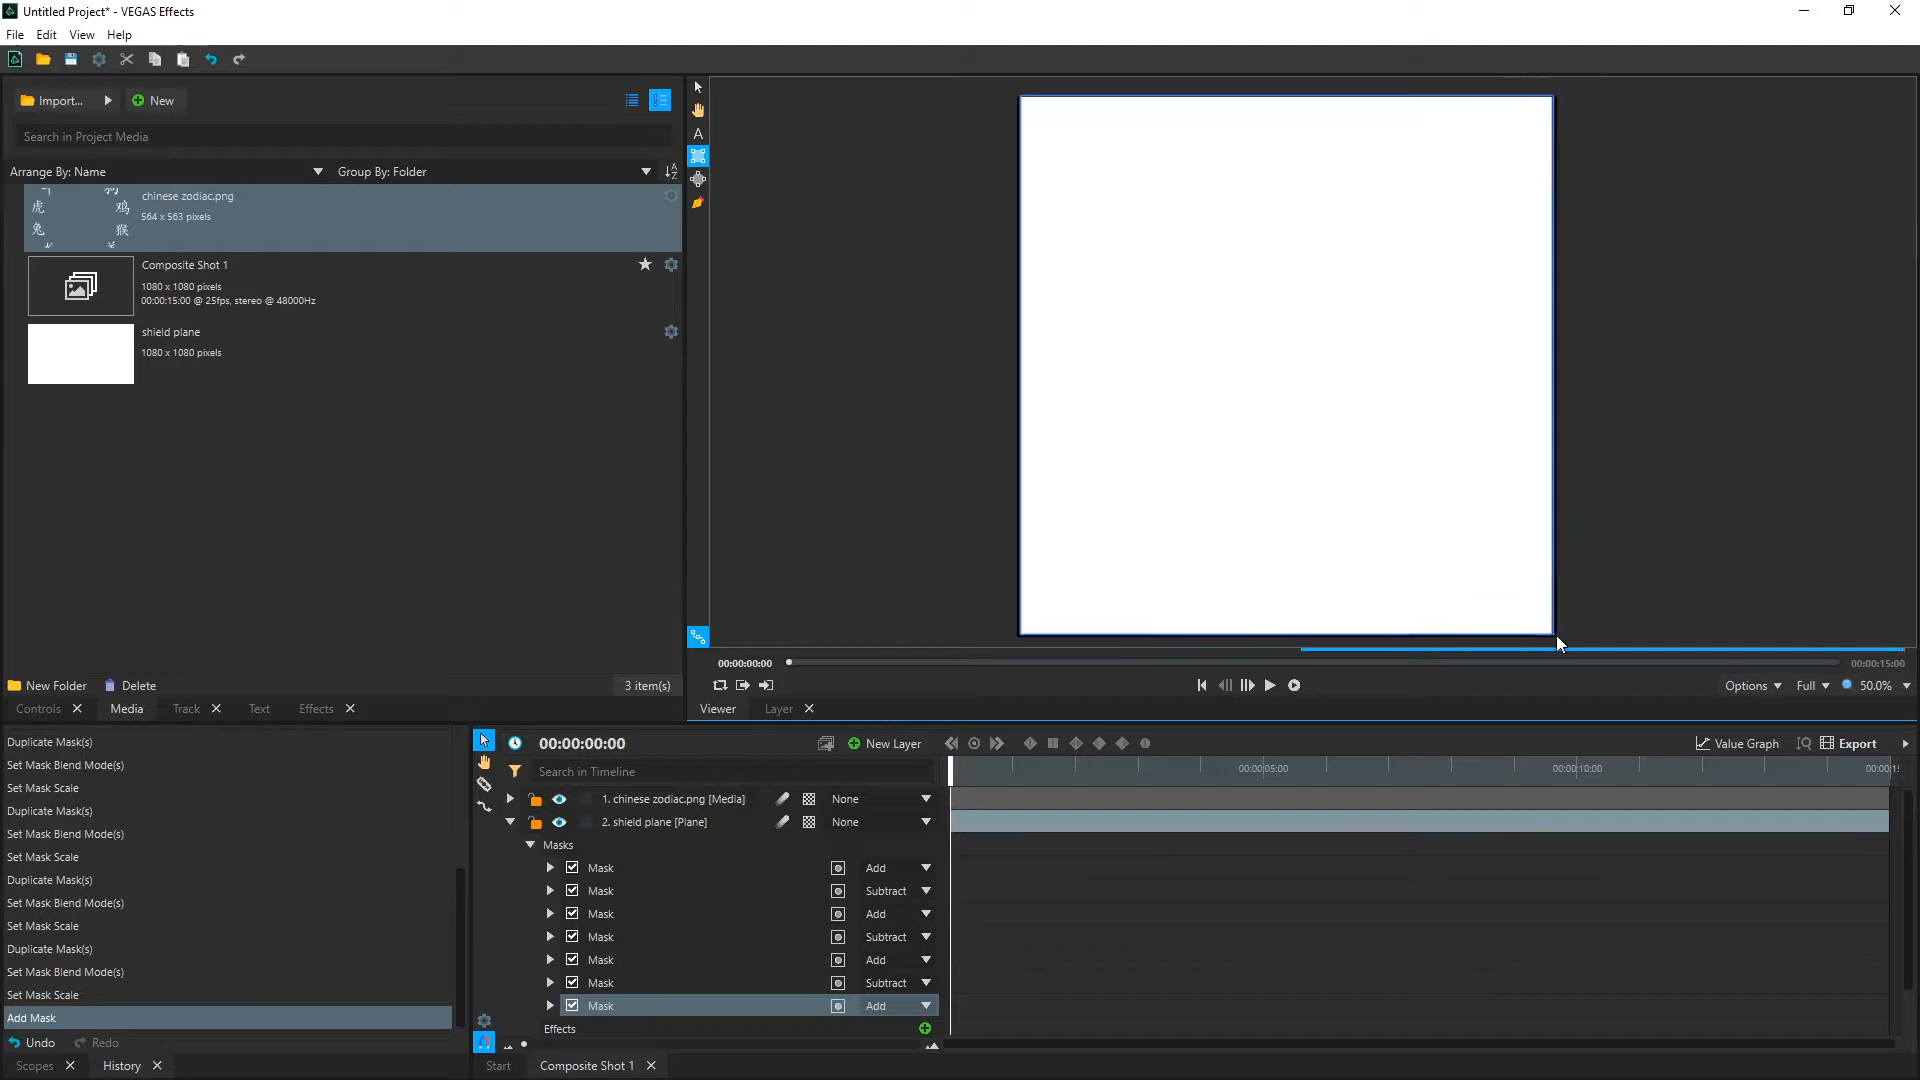 Untitled Project* - VEGAS Effects
File Edit View Help
Import... New
Search in Project Media
Arrange By: Name Group By: Folder
虎 鸡
兔 猴
chinese zodiac.png
564 x 563 pixels
Composite Shot 1
1080 x 1080 pixels
00:00:15:00 @ 25fps, stereo @ 48000Hz
shield plane
1080 x 1080 pixels
New Folder Delete 3 item(s)
Controls Media Track Text Effects
A
00:00:00:00 00:00:15:00
Options Full 50.0%
Viewer Layer
Duplicate Mask(s)
Set Mask Blend Mode(s)
Set Mask Scale
Duplicate Mask(s)
Set Mask Blend Mode(s)
Set Mask Scale
Duplicate Mask(s)
Set Mask Blend Mode(s)
Set Mask Scale
Duplicate Mask(s)
Set Mask Blend Mode(s)
Set Mask Scale
Add Mask
Undo Redo
Scopes History
00:00:00:00 New Layer Value Graph Export
Search in Timeline 00:00:05:00 00:00:10:00
1. chinese zodiac.png [Media] None
2. shield plane [Plane] None
Masks
Mask Add
Mask Subtract
Mask Add
Mask Subtract
Mask Add
Mask Subtract
Mask Add
Effects
Start Composite Shot 1